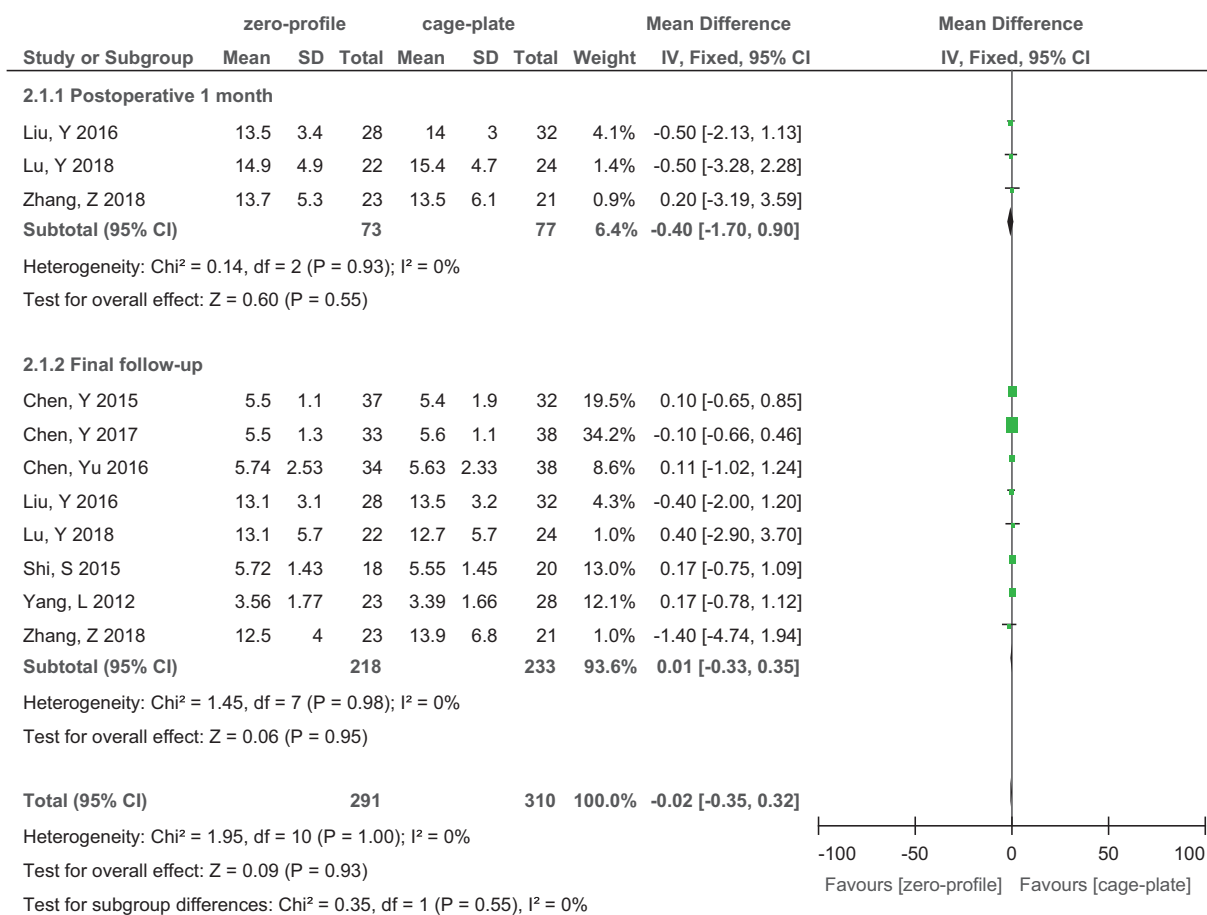 zero-profile cage-plate Mean Difference Mean Difference
Study or Subgroup Mean SD Total Mean SD Total Weight IV, Fixed, 95% CI IV, Fixed, 95% CI
2.1.1 Postoperative 1 month
Liu, Y 2016 13.5 3.4 28 14 3 32 4.1% -0.50 [-2.13, 1.13]
Lu, Y 2018 14.9 4.9 22 15.4 4.7 24 1.4% -0.50 [-3.28, 2.28]
Zhang, Z 2018 13.7 5.3 23 13.5 6.1 21 0.9% 0.20 [-3.19, 3.59]
Subtotal (95% CI) 73 77 6.4% -0.40 [-1.70, 0.90]
Heterogeneity: Chi² = 0.14, df = 2 (P = 0.93); I² = 0%
Test for overall effect: Z = 0.60 (P = 0.55)
2.1.2 Final follow-up
Chen, Y 2015 5.5 1.1 37 5.4 1.9 32 19.5% 0.10 [-0.65, 0.85]
Chen, Y 2017 5.5 1.3 33 5.6 1.1 38 34.2% -0.10 [-0.66, 0.46]
Chen, Yu 2016 5.74 2.53 34 5.63 2.33 38 8.6% 0.11 [-1.02, 1.24]
Liu, Y 2016 13.1 3.1 28 13.5 3.2 32 4.3% -0.40 [-2.00, 1.20]
Lu, Y 2018 13.1 5.7 22 12.7 5.7 24 1.0% 0.40 [-2.90, 3.70]
Shi, S 2015 5.72 1.43 18 5.55 1.45 20 13.0% 0.17 [-0.75, 1.09]
Yang, L 2012 3.56 1.77 23 3.39 1.66 28 12.1% 0.17 [-0.78, 1.12]
Zhang, Z 2018 12.5 4 23 13.9 6.8 21 1.0% -1.40 [-4.74, 1.94]
Subtotal (95% CI) 218 233 93.6% 0.01 [-0.33, 0.35]
Heterogeneity: Chi² = 1.45, df = 7 (P = 0.98); I² = 0%
Test for overall effect: Z = 0.06 (P = 0.95)
Total (95% CI) 291 310 100.0% -0.02 [-0.35, 0.32]
Heterogeneity: Chi² = 1.95, df = 10 (P = 1.00); I² = 0%
Test for overall effect: Z = 0.09 (P = 0.93)
Test for subgroup differences: Chi² = 0.35, df = 1 (P = 0.55), I² = 0%
-100 -50 0 50 100
Favours [zero-profile] Favours [cage-plate]